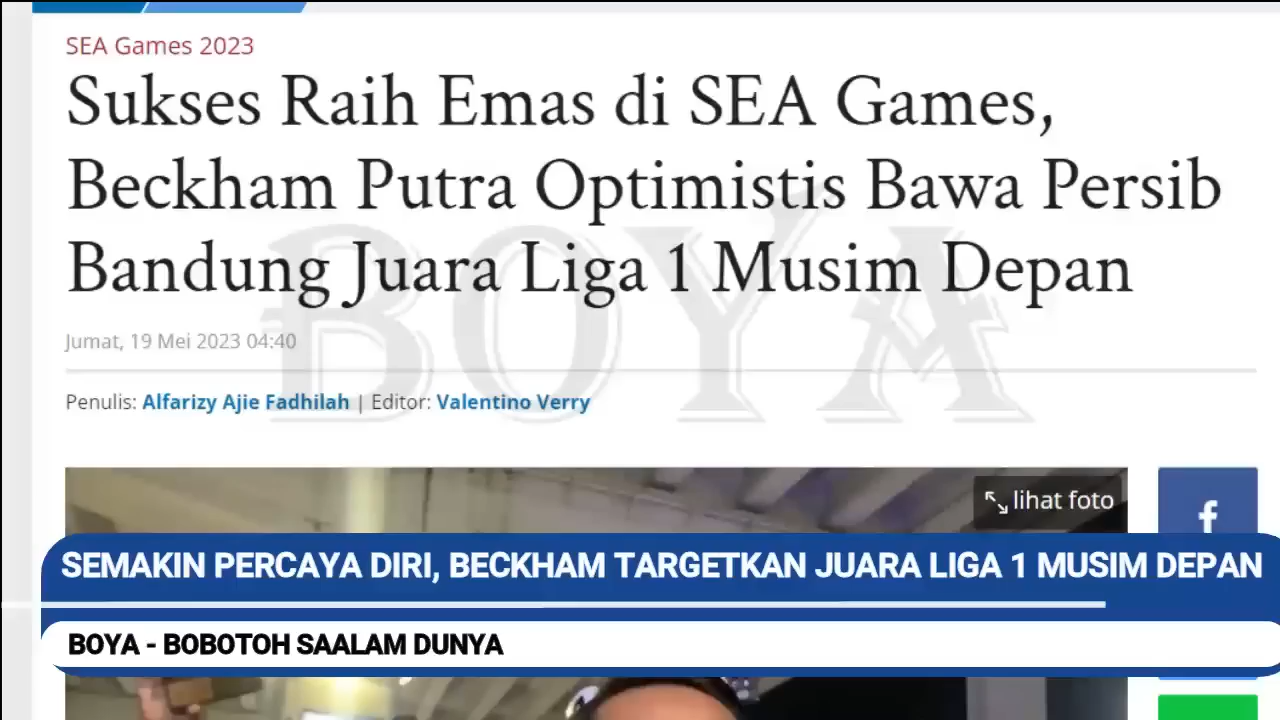 SEA Games 2023
Sukses Raih Emas di SEA Games,
Beckham Putra Optimistis Bawa Persib
Bandung Juara Liga 1 Musim Depan
BOYA
Jumat, 19 Mei 2023 04:40
Penulis: Alfarizy Ajie Fadhilah | Editor: Valentino Verry
lihat foto
f
SEMAKIN PERCAYA DIRI, BECKHAM TARGETKAN JUARA LIGA 1 MUSIM DEPAN
BOYA - BOBOTOH SAALAM DUNYA